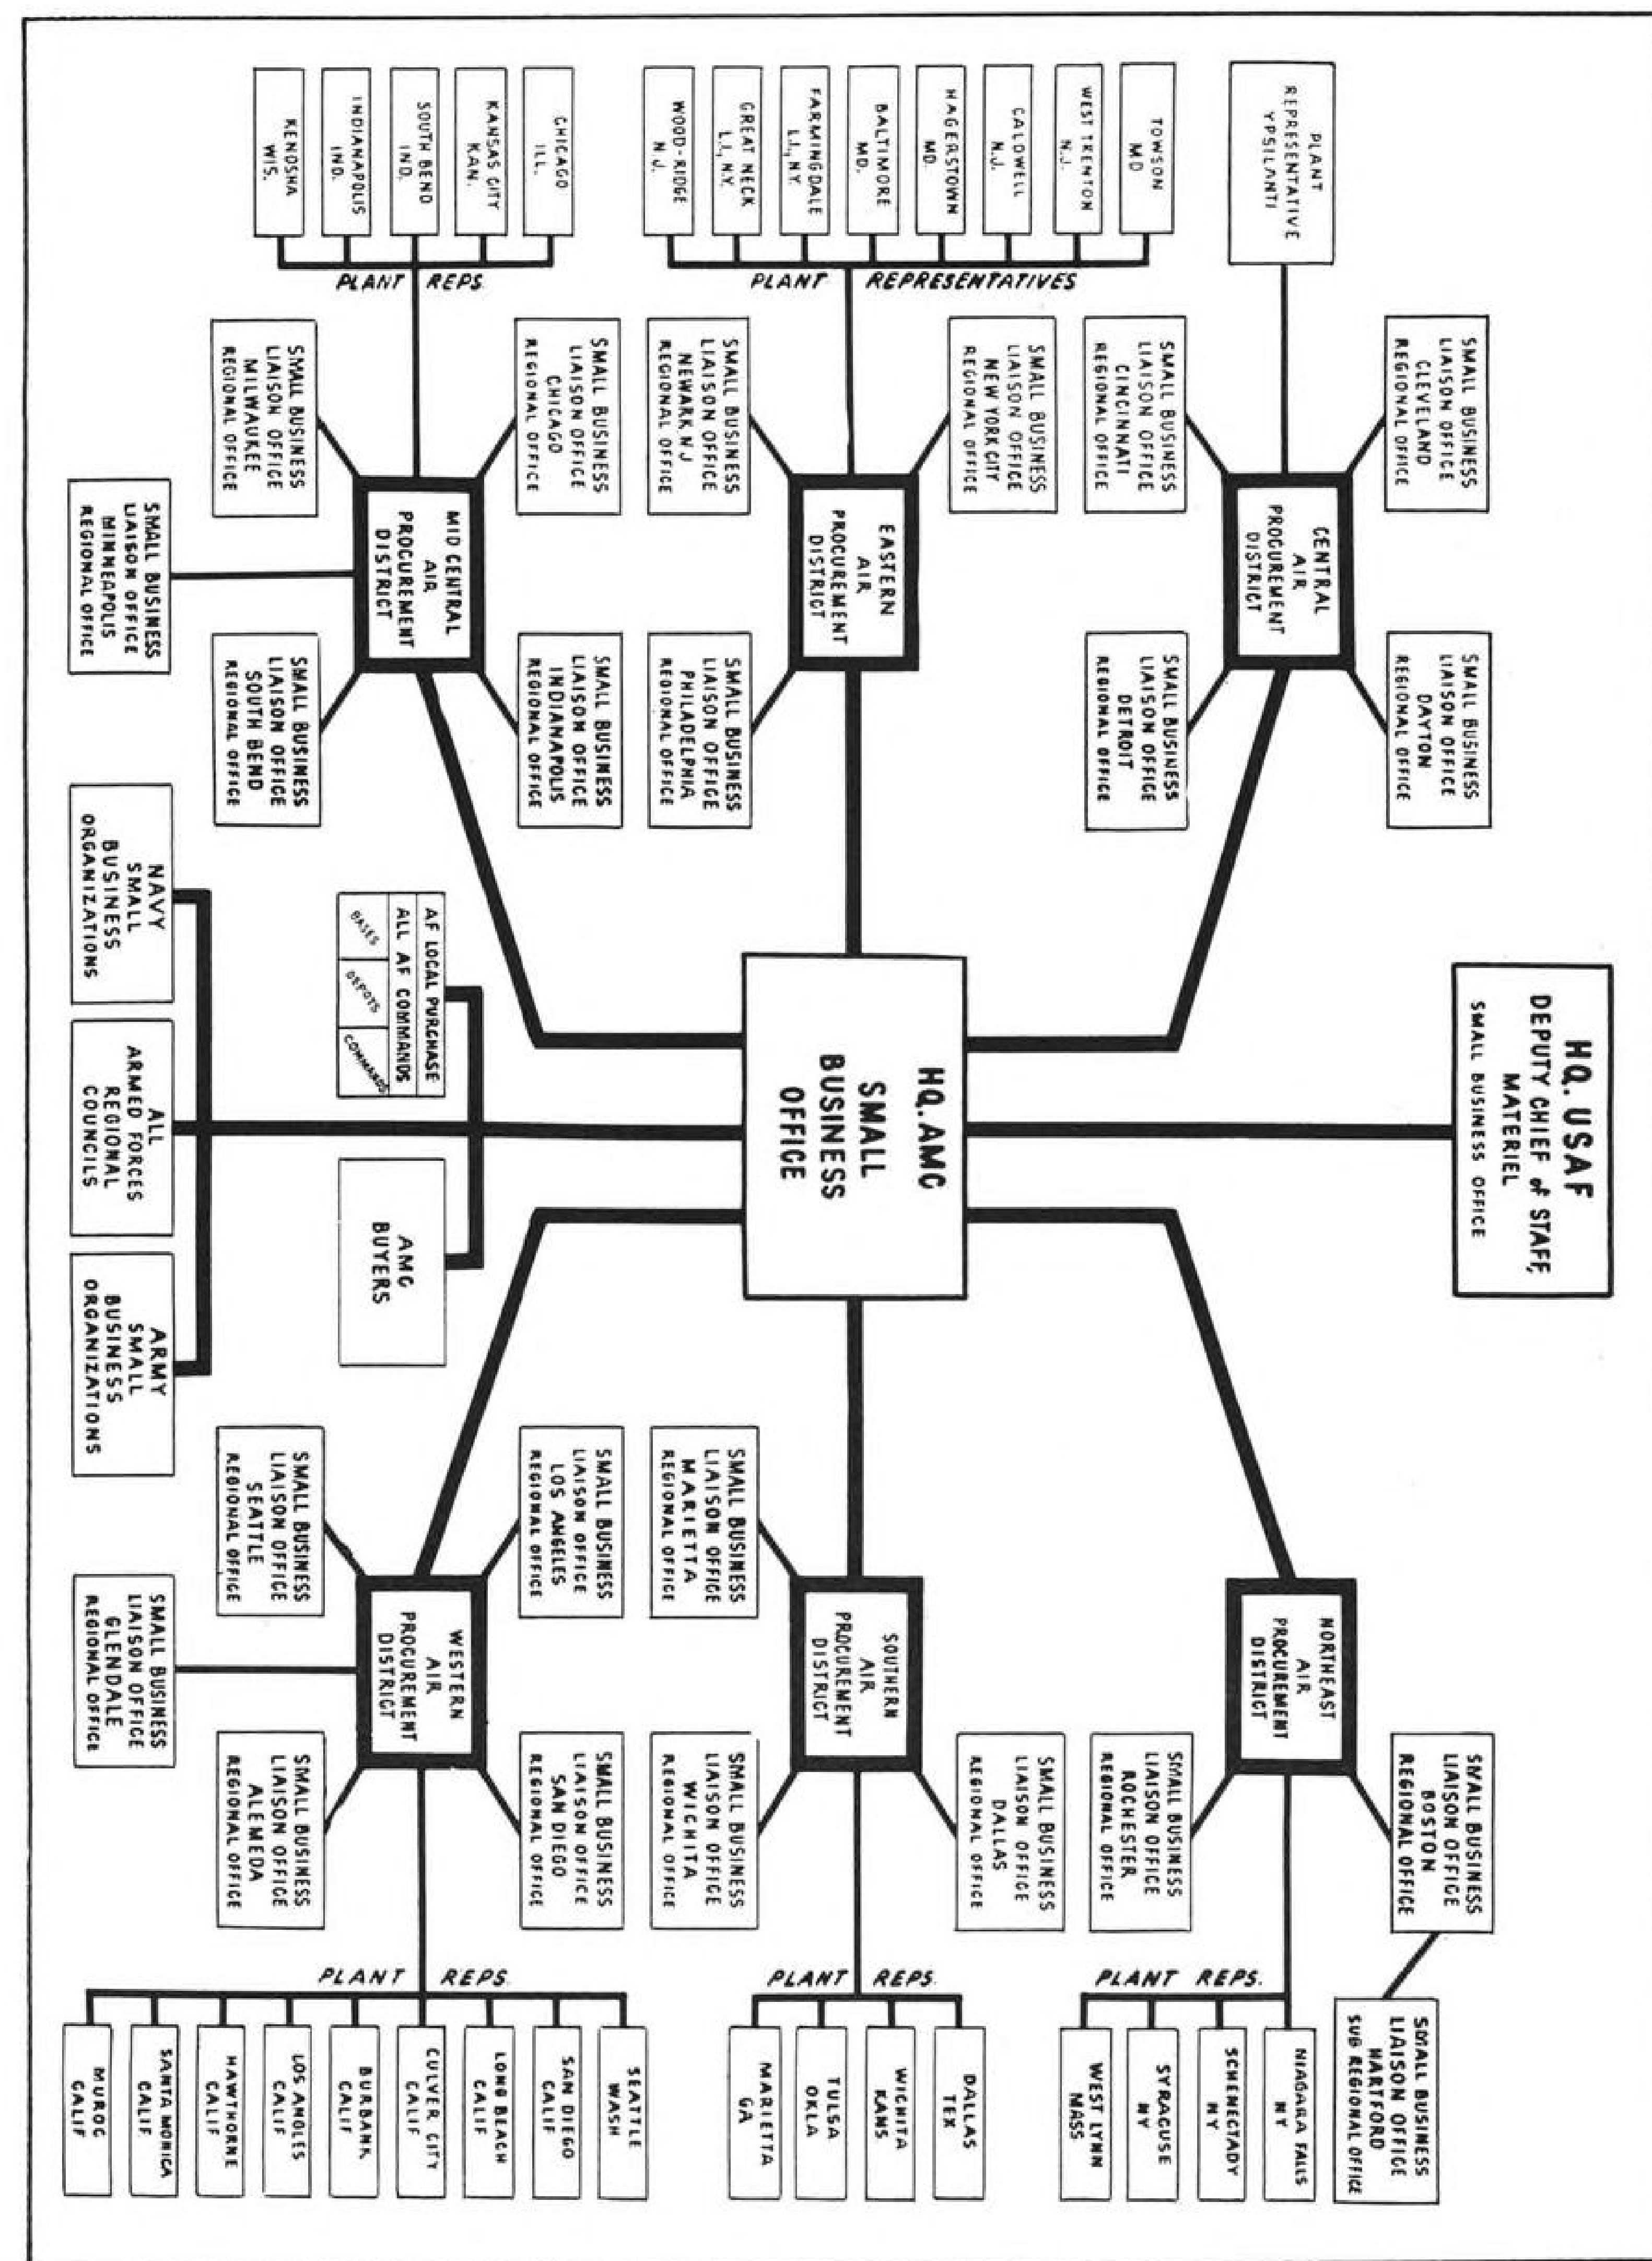 HQ. USAF
DEPUTY CHIEF of STAFF,
MATERIEL
SMALL BUSINESS OFFICE
PLANT
REPRESENTATIVE
YPSILANTI
SMALL BUSINESS
LIAISON OFFICE
CLEVELAND
REGIONAL OFFICE
SMALL BUSINESS
LIAISON OFFICE
DAYTON
REGIONAL OFFICE
CENTRAL
AIR
PROCUREMENT
DISTRICT
SMALL BUSINESS
LIAISON OFFICE
CINCINNATI
REGIONAL OFFICE
SMALL BUSINESS
LIAISON OFFICE
DETROIT
REGIONAL OFFICE
SMALL BUSINESS
LIAISON OFFICE
BOSTON
REGIONAL OFFICE
SMALL BUSINESS
LIAISON OFFICE
HARTFORD
SUB REGIONAL OFFICE
NORTHEAST
AIR
PROCUREMENT
DISTRICT
SMALL BUSINESS
LIAISON OFFICE
ROCHESTER
REGIONAL OFFICE
PLANT REPS.
NIAGARA FALLS
NY
SCHENECTADY
NY
SYRACUSE
NY
WEST LYNN
MASS
TOWSON
MD
WEST TRENTON
N.J.
CALDWELL
N.J.
HAGERSTOWN
MD.
BALTIMORE
MD.
FARMINGDALE
L.I., N.Y.
GREAT NECK
L.I., N.Y.
WOOD-RIDGE
N.J.
PLANT REPRESENTATIVES
SMALL BUSINESS
LIAISON OFFICE
NEW YORK CITY
REGIONAL OFFICE
EASTERN
AIR
PROCUREMENT
DISTRICT
SMALL BUSINESS
LIAISON OFFICE
NEWARK N J
REGIONAL OFFICE
SMALL BUSINESS
LIAISON OFFICE
PHILADELPHIA
REGIONAL OFFICE
HQ. AMC
SMALL
BUSINESS
OFFICE
SOUTHERN
AIR
PROCUREMENT
DISTRICT
SMALL BUSINESS
LIAISON OFFICE
DALLAS
REGIONAL OFFICE
SMALL BUSINESS
LIAISON OFFICE
MARIETTA
REGIONAL OFFICE
SMALL BUSINESS
LIAISON OFFICE
WICHITA
REGIONAL OFFICE
PLANT REPS.
DALLAS
TEX
WICHITA
KANS
TULSA
OKLA
MARIETTA
GA
CHICAGO
ILL.
KANSAS CITY
KAN.
SOUTH BEND
IND.
INDIANAPOLIS
IND.
KENOSHA
WIS.
PLANT REPS.
SMALL BUSINESS
LIAISON OFFICE
CHICAGO
REGIONAL OFFICE
SMALL BUSINESS
LIAISON OFFICE
INDIANAPOLIS
REGIONAL OFFICE
MID CENTRAL
AIR
PROCUREMENT
DISTRICT
SMALL BUSINESS
LIAISON OFFICE
MILWAUKEE
REGIONAL OFFICE
SMALL BUSINESS
LIAISON OFFICE
SOUTH BEND
REGIONAL OFFICE
SMALL BUSINESS
LIAISON OFFICE
MINNEAPOLIS
REGIONAL OFFICE
AF LOCAL PURCHASE
ALL AF COMMANDS
BASES DEPOTS COMMANDS
AMC
BUYERS
NAVY
SMALL
BUSINESS
ORGANIZATIONS
ALL
ARMED FORCES
REGIONAL
COUNCILS
ARMY
SMALL
BUSINESS
ORGANIZATIONS
SMALL BUSINESS
LIAISON OFFICE
LOS ANGELES
REGIONAL OFFICE
SMALL BUSINESS
LIAISON OFFICE
SAN DIEGO
REGIONAL OFFICE
WESTERN
AIR
PROCUREMENT
DISTRICT
SMALL BUSINESS
LIAISON OFFICE
SEATTLE
REGIONAL OFFICE
SMALL BUSINESS
LIAISON OFFICE
ALEMEDA
REGIONAL OFFICE
SMALL BUSINESS
LIAISON OFFICE
GLENDALE
REGIONAL OFFICE
PLANT REPS.
SEATTLE
WASH
SAN DIEGO
CALIF
LONG BEACH
CALIF
CULVER CITY
CALIF
BURBANK
CALIF
LOS ANGLES
CALIF
HAWTHORNE
CALIF
SANTA MONICA
CALIF
MUROC
CALIF